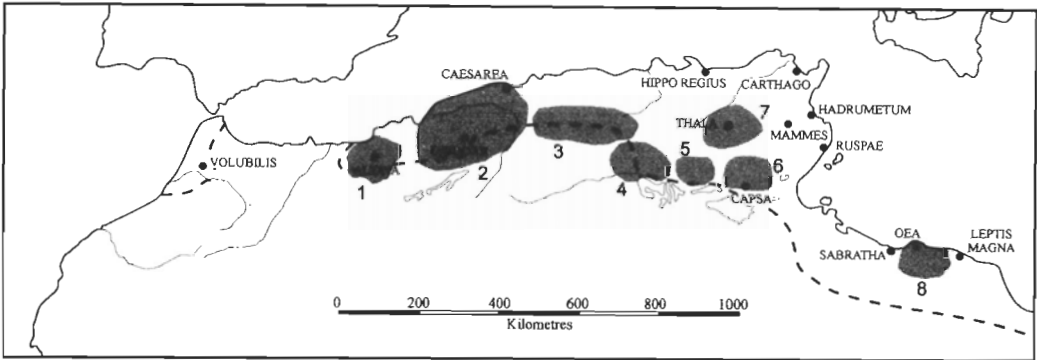 CAESAREA
HIPPO REGIUS
CARTHAGO
HADRUMETUM
7
THALA
MAMMES
RUSPAE
VOLUBILIS
3
5
6
1
2
4
CAPSA
OEA
LEPTIS
MAGNA
SABRATHA
8
0 200 400 600 800 1000
Kilometres